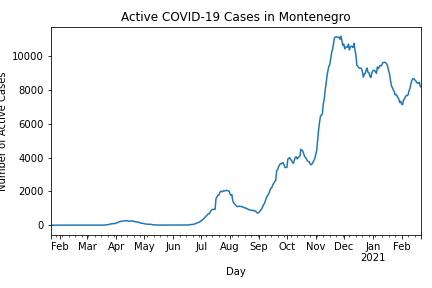 Active COVID-19 Cases in Montenegro
Number of Active Cases
10000
8000
6000
4000
2000
0
Feb Mar Apr May Jun Jul Aug Sep Oct Nov Dec Jan Feb
2021
Day